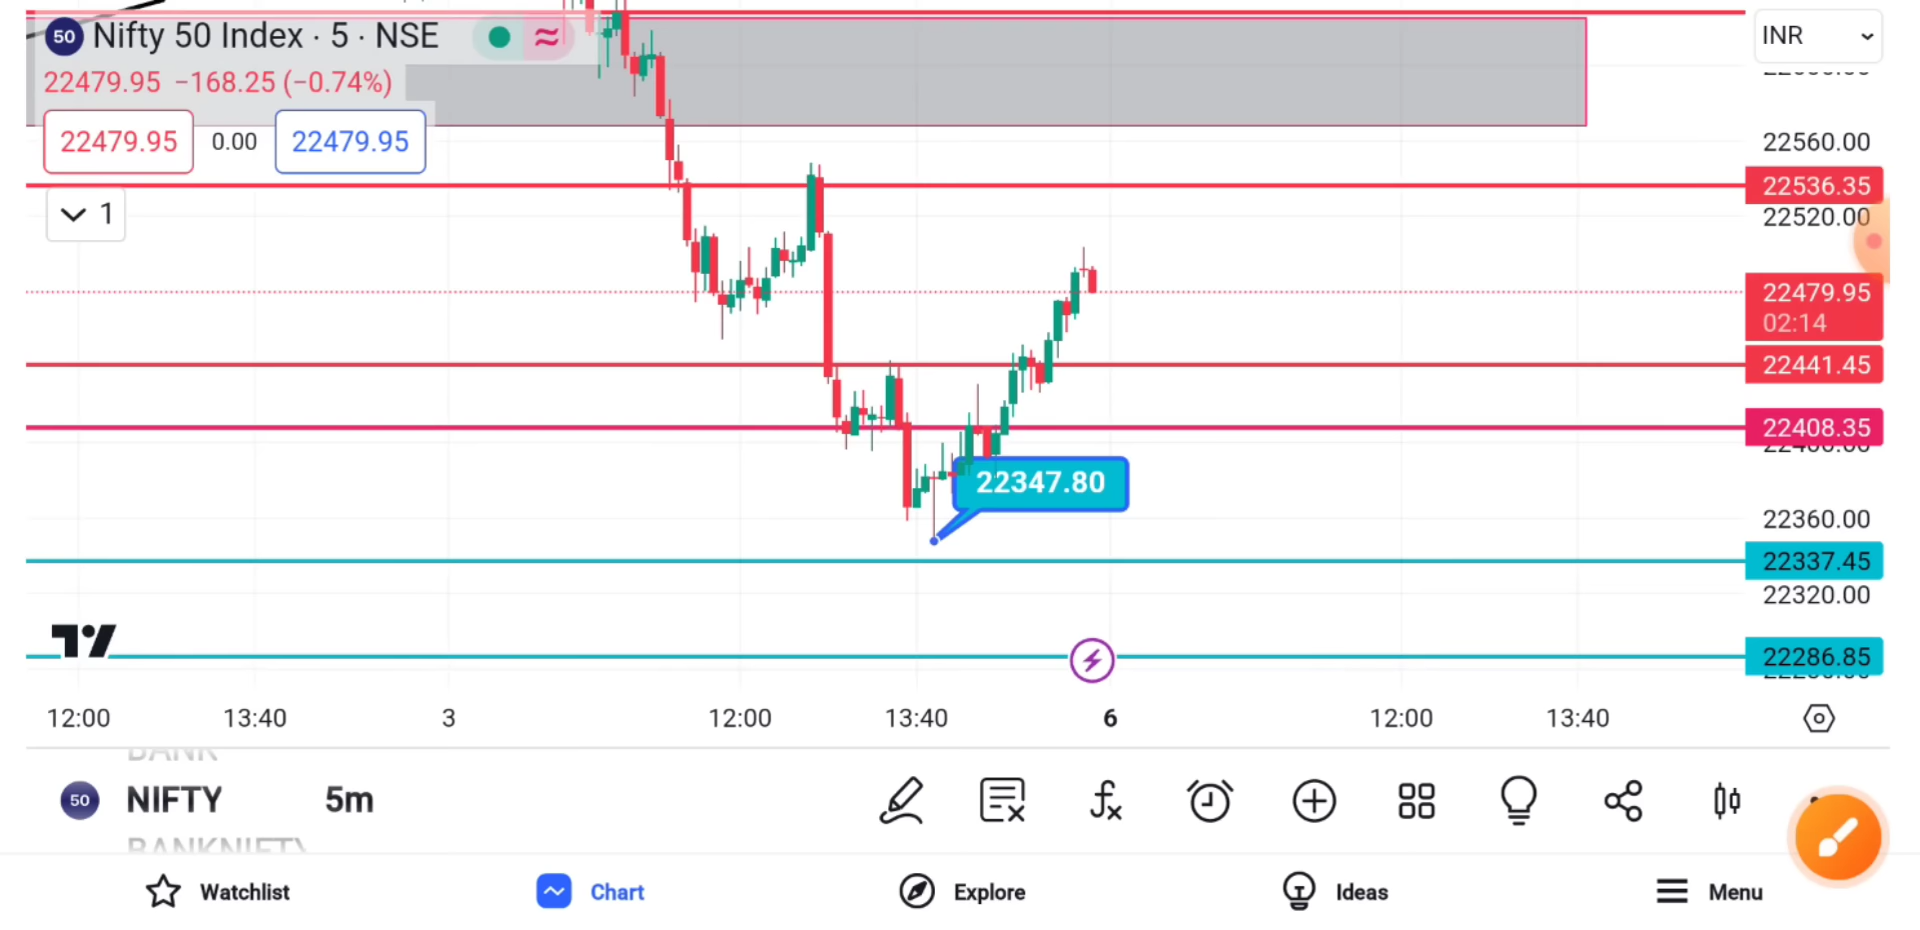 50 Nifty 50 Index · 5 · NSE
22479.95 −168.25 (−0.74%)
22479.95 0.00 22479.95
1
INR
22560.00
22536.35
22520.00
22479.95
02:14
22441.45
22408.35
22347.80
22360.00
22337.45
22320.00
22286.85
12:00 13:40 3 12:00 13:40 6 12:00 13:40
BANK
50 NIFTY 5m
BANKNIFTY
Watchlist Chart Explore Ideas Menu